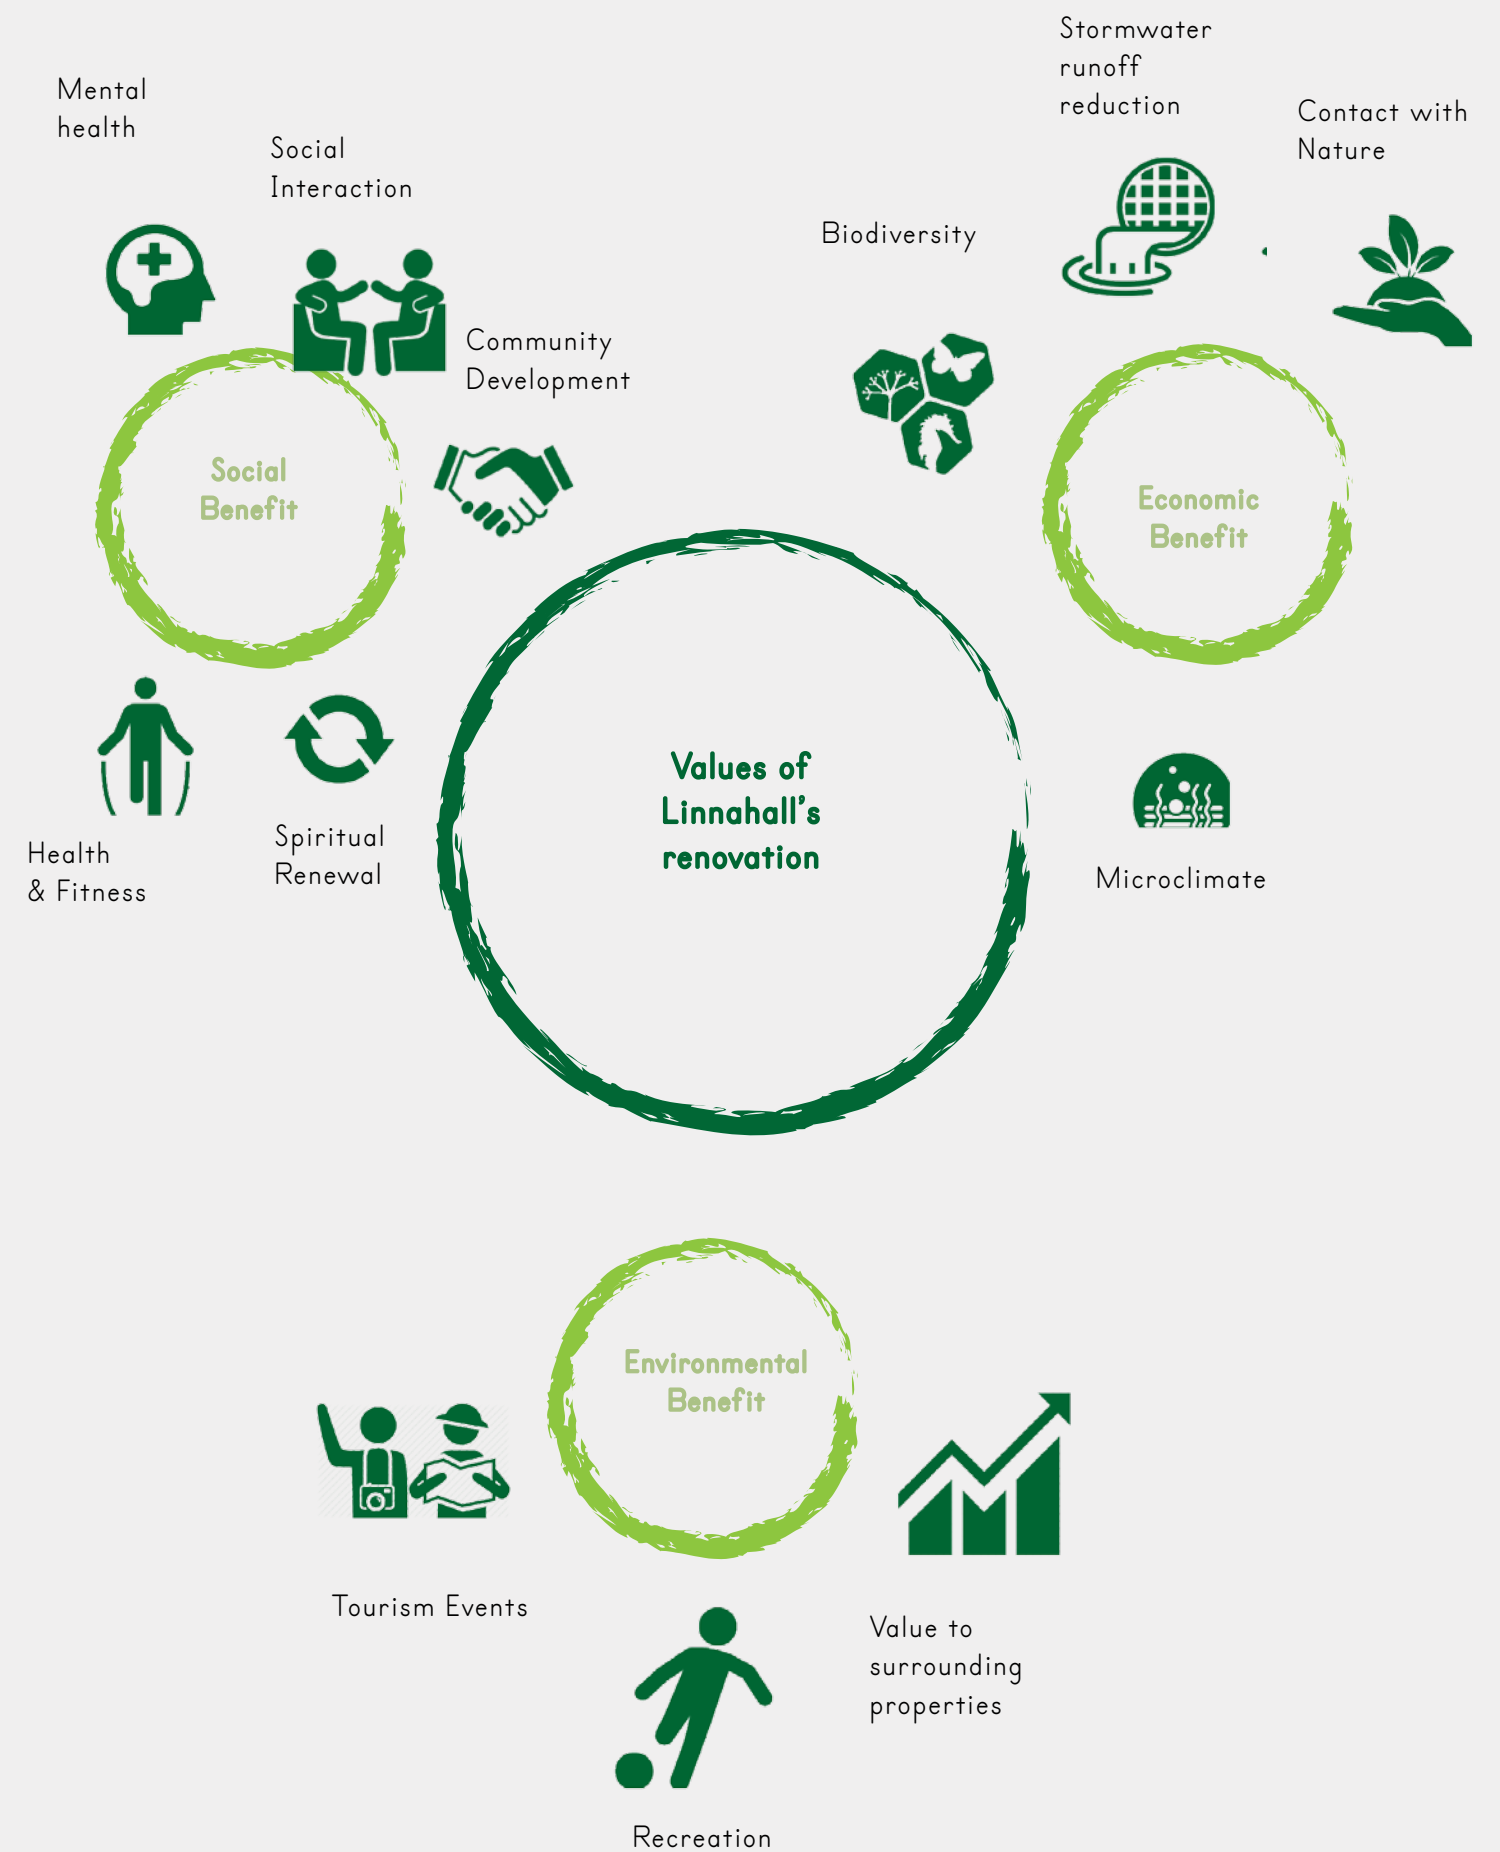 Mental
health
Social
Interaction
Community
Development
Social
Benefit
Health
& Fitness
Spiritual
Renewal
Stormwater
runoff
reduction
Contact with
Nature
Biodiversity
Economic
Benefit
Microclimate
Values of
Linnahall's
renovation
Environmental
Benefit
Tourism Events
Value to
surrounding
properties
Recreation